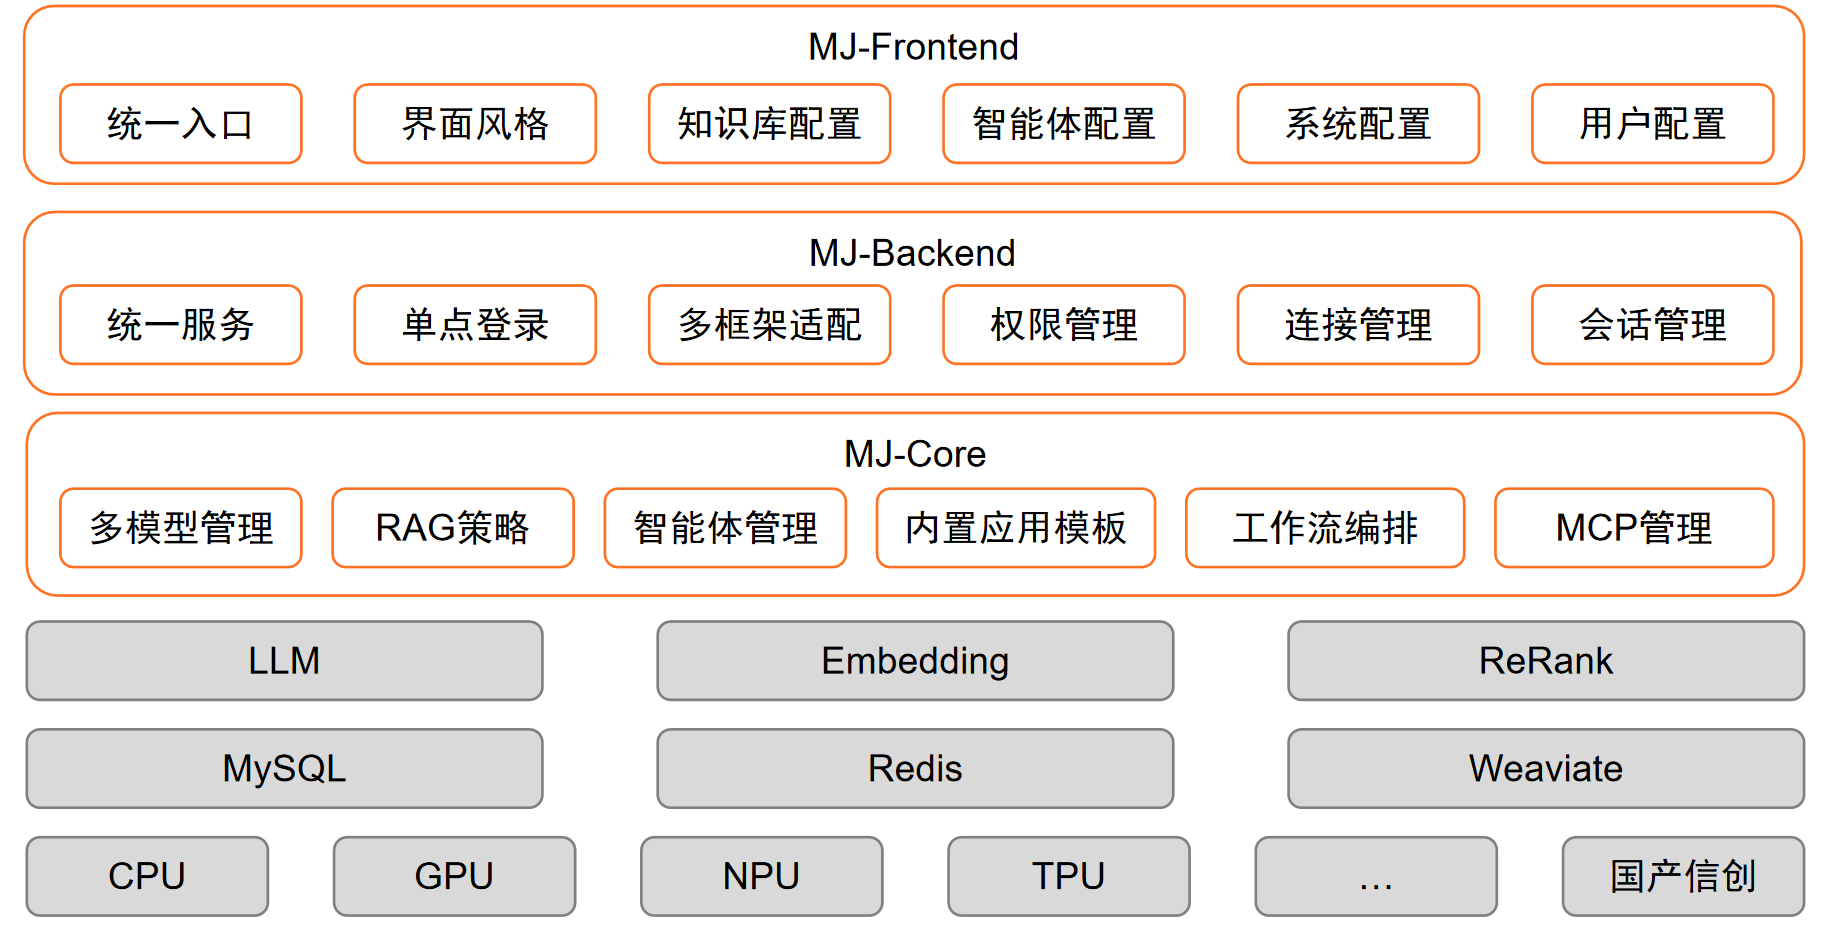 MJ-Frontend
统一入口
界面风格
知识库配置
智能体配置
系统配置
用户配置
MJ-Backend
统一服务
单点登录
多框架适配
权限管理
连接管理
会话管理
MJ-Core
多模型管理
RAG策略
智能体管理
内置应用模板
工作流编排
MCP管理
LLM
Embedding
ReRank
MySQL
Redis
Weaviate
CPU
GPU
NPU
TPU
...
国产信创